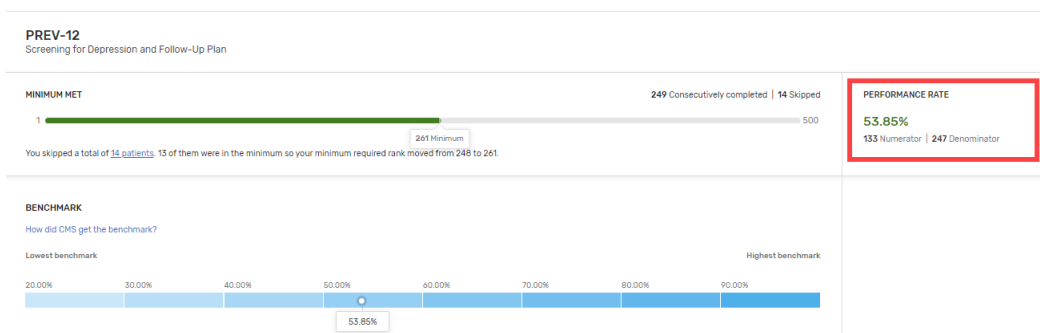 PREV-12
Screening for Depression and Follow-Up Plan
MINIMUM MET
249 Consecutively completed | 14 Skipped
1
500
261 Minimum
You skipped a total of 14 patients. 13 of them were in the minimum so your minimum required rank moved from 248 to 261.
PERFORMANCE RATE
53.85%
133 Numerator | 247 Denominator
BENCHMARK
How did CMS get the benchmark?
Lowest benchmark
Highest benchmark
20.00% 30.00% 40.00% 50.00% 60.00% 70.00% 80.00% 90.00%
53.85%